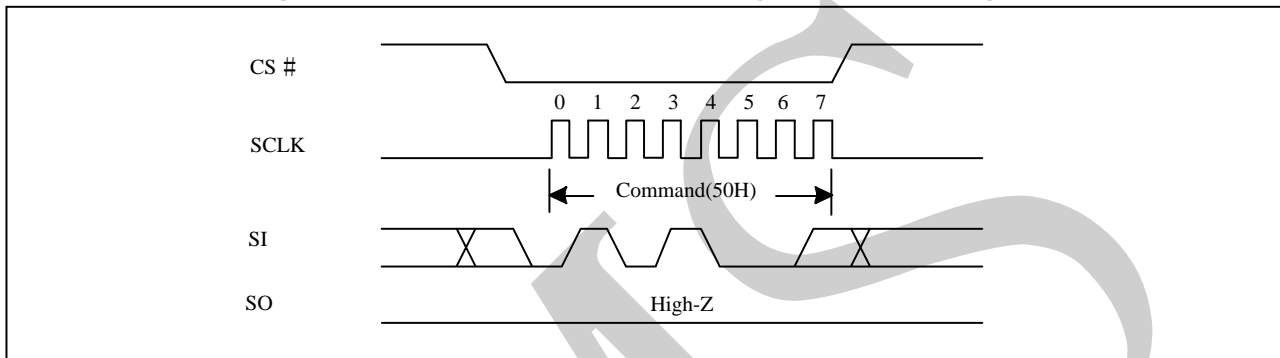 CS #
0 1 2 3 4 5 6 7
SCLK
Command(50H)
SI
SO
High-Z